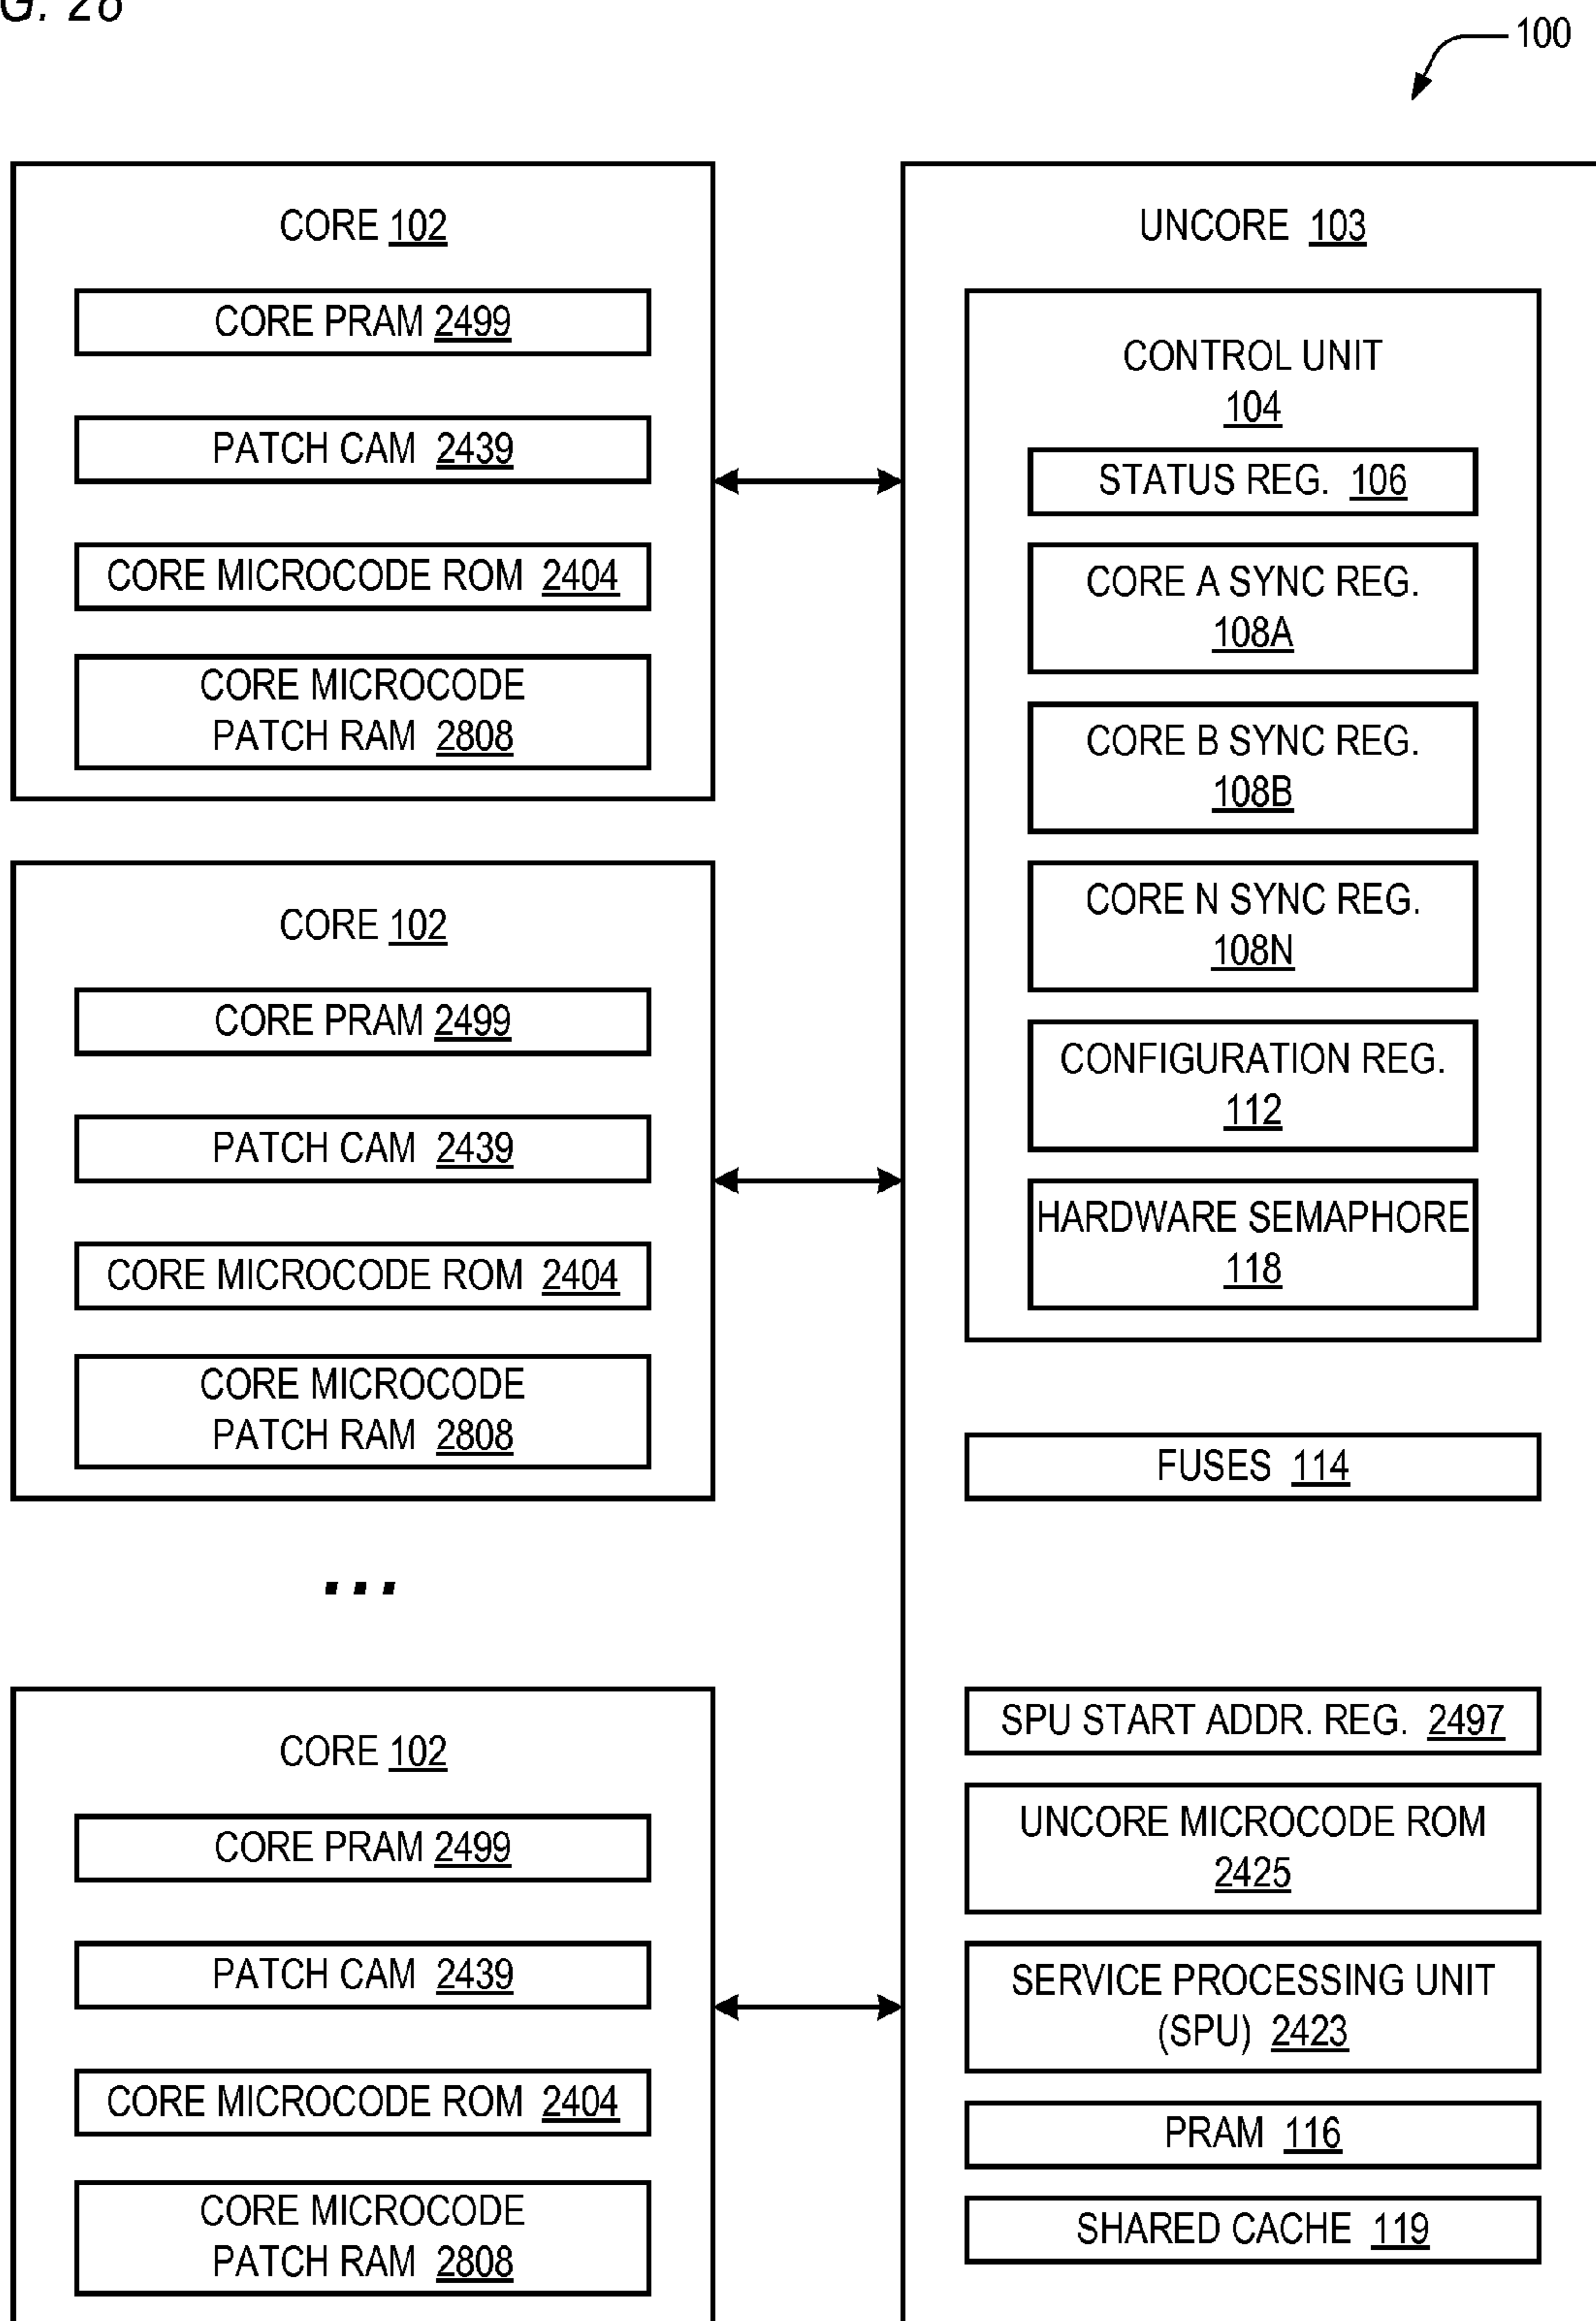 G. 28
100
CORE 102
CORE PRAM 2499
PATCH CAM 2439
CORE MICROCODE ROM 2404
CORE MICROCODE
PATCH RAM 2808
CORE 102
CORE PRAM 2499
PATCH CAM 2439
CORE MICROCODE ROM 2404
CORE MICROCODE
PATCH RAM 2808
...
CORE 102
CORE PRAM 2499
PATCH CAM 2439
CORE MICROCODE ROM 2404
CORE MICROCODE
PATCH RAM 2808
UNCORE 103
CONTROL UNIT
104
STATUS REG. 106
CORE A SYNC REG.
108A
CORE B SYNC REG.
108B
CORE N SYNC REG.
108N
CONFIGURATION REG.
112
HARDWARE SEMAPHORE
118
FUSES 114
SPU START ADDR. REG. 2497
UNCORE MICROCODE ROM
2425
SERVICE PROCESSING UNIT
(SPU) 2423
PRAM 116
SHARED CACHE 119